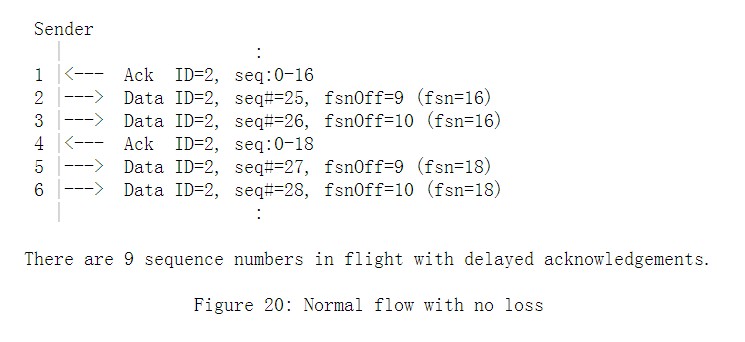 Sender
:
1 <--- Ack ID=2, seq:0-16
2 ---> Data ID=2, seq#=25, fsnOff=9 (fsn=16)
3 ---> Data ID=2, seq#=26, fsnOff=10 (fsn=16)
4 <--- Ack ID=2, seq:0-18
5 ---> Data ID=2, seq#=27, fsnOff=9 (fsn=18)
6 ---> Data ID=2, seq#=28, fsnOff=10 (fsn=18)
:
There are 9 sequence numbers in flight with delayed acknowledgements.
Figure 20: Normal flow with no loss